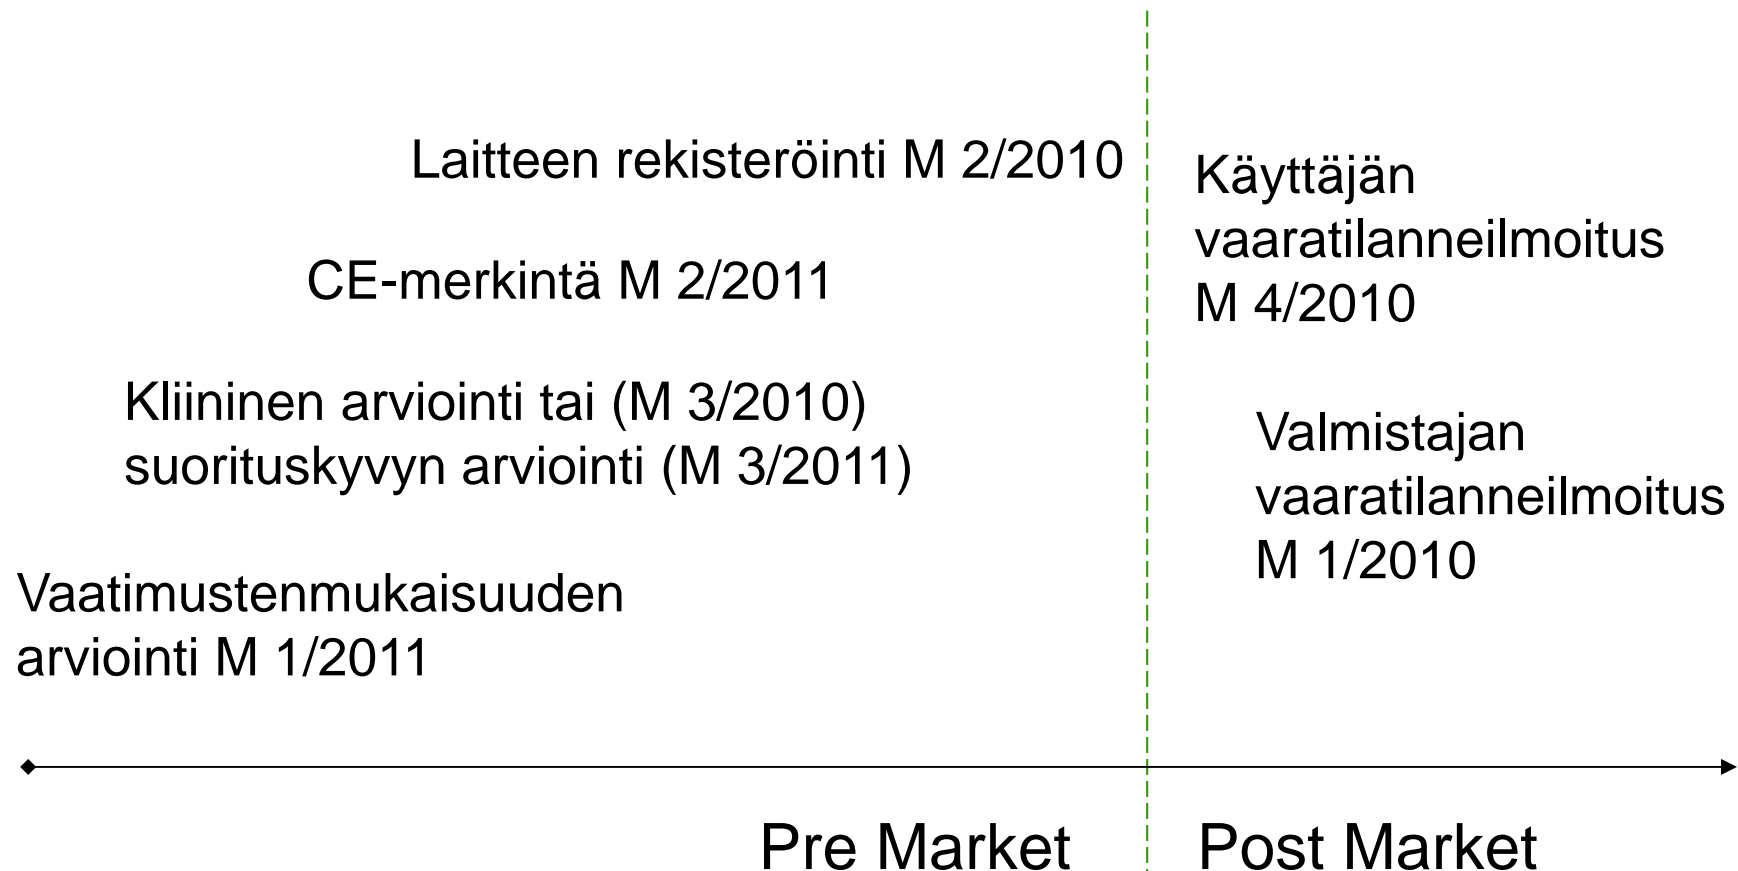 Laitteen rekisteröinti M 2/2010
CE-merkintä M 2/2011
Kliininen arviointi tai (M 3/2010)
suorituskyvyn arviointi (M 3/2011)
Vaatimustenmukaisuuden
arviointi M 1/2011
Käyttäjän
vaaratilanneilmoitus
M 4/2010
Valmistajan
vaaratilanneilmoitus
M 1/2010
Pre Market
Post Market